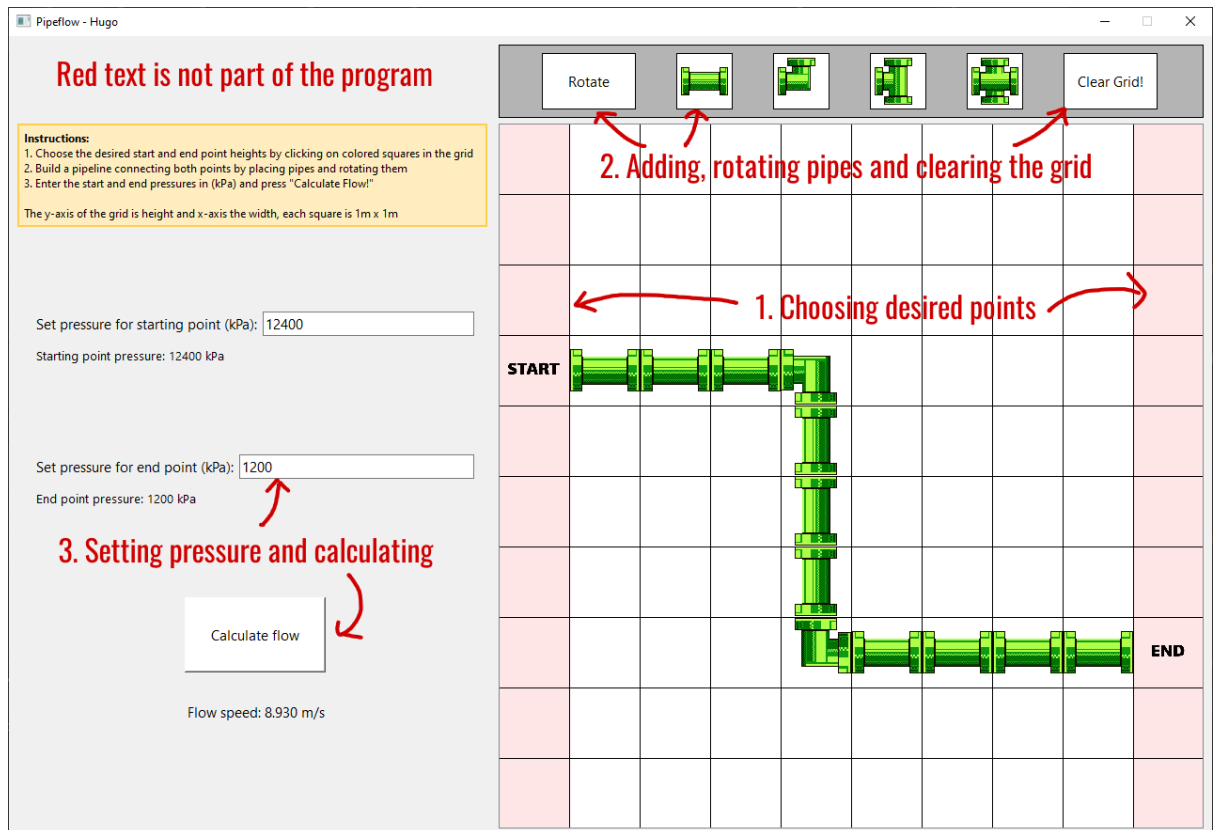 Pipeflow - Hugo
Red text is not part of the program
Rotate
Clear Grid!
Instructions:
1. Choose the desired start and end point heights by clicking on colored squares in the grid
2. Build a pipeline connecting both points by placing pipes and rotating them
3. Enter the start and end pressures in (kPa) and press "Calculate Flow!"
The y-axis of the grid is height and x-axis the width, each square is 1m x 1m
2. Adding, rotating pipes and clearing the grid
1. Choosing desired points
Set pressure for starting point (kPa): 12400
Starting point pressure: 12400 kPa
START
Set pressure for end point (kPa): 1200
End point pressure: 1200 kPa
3. Setting pressure and calculating
Calculate flow
END
Flow speed: 8.930 m/s